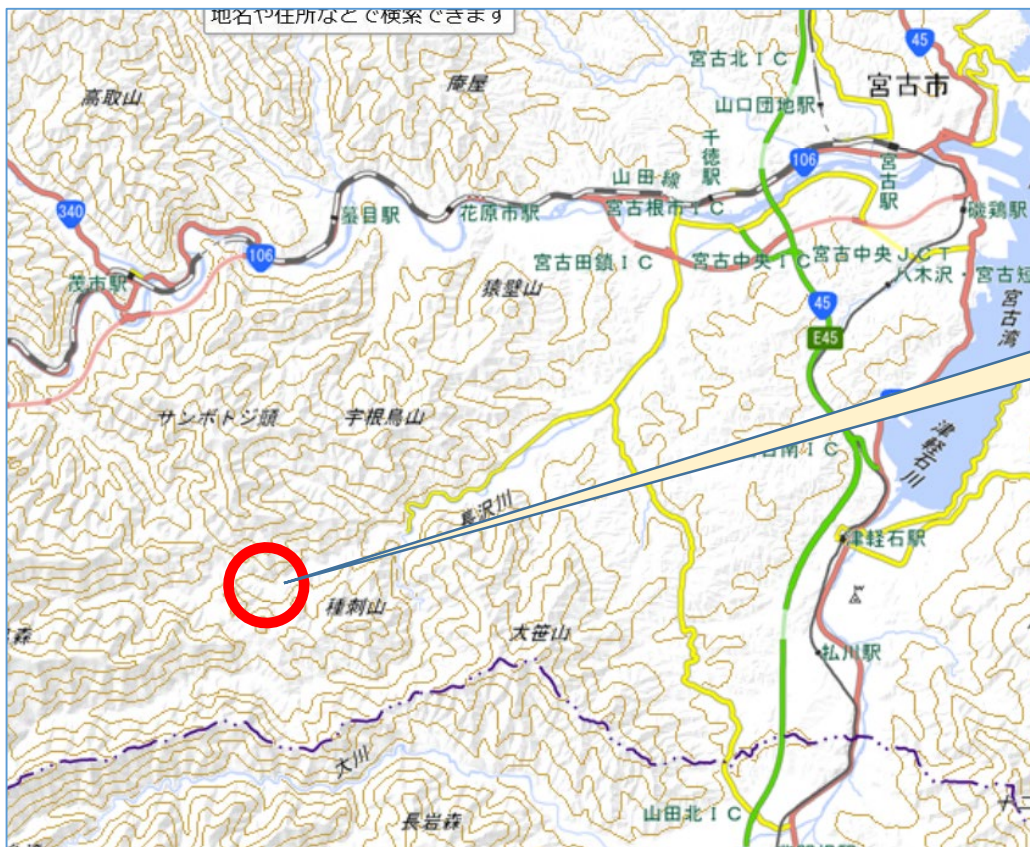 地名や住所などで検索できます
45
宮古北IC
宮古市
庵屋
高取山
山口団地駅
千徳駅
106
宮古駅
山田線
340
蟇目駅
花原市駅
宮古根市IC
磯鶏駅
106
茂市駅
宮古田鎖IC
宮古中央IC
宮古中央JCT
八木沢・宮古短
猿壁山
宮古湾
45
E45
サンボトジ頭
宇根鳥山
津軽石川
南IC
長沢川
津軽石駅
種刺山
大笹山
森
払川駅
大川
山田北IC
長岩森